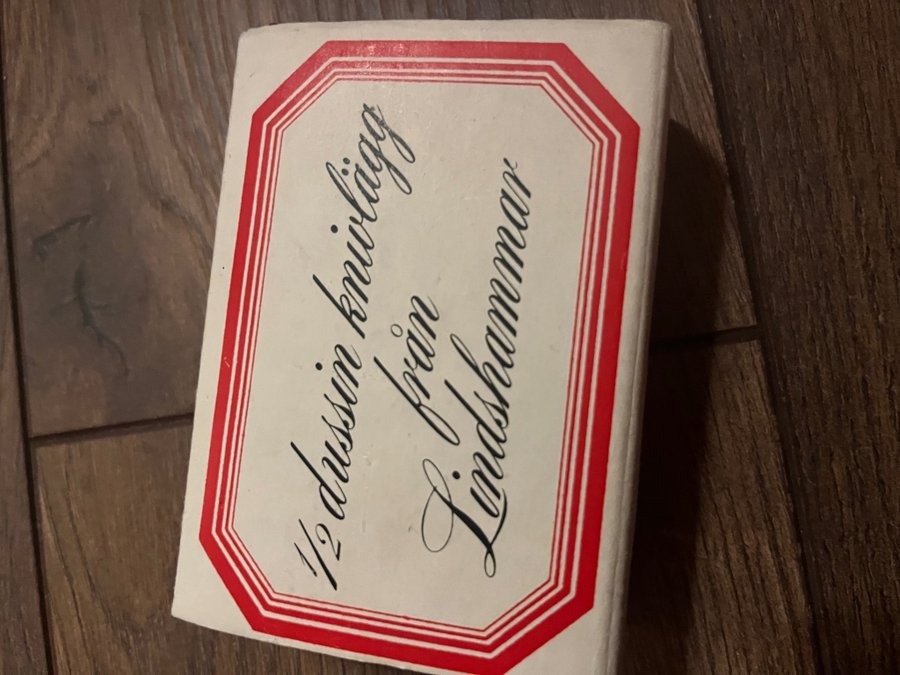 1/2 dussin knivlägg
från
Lindshammar